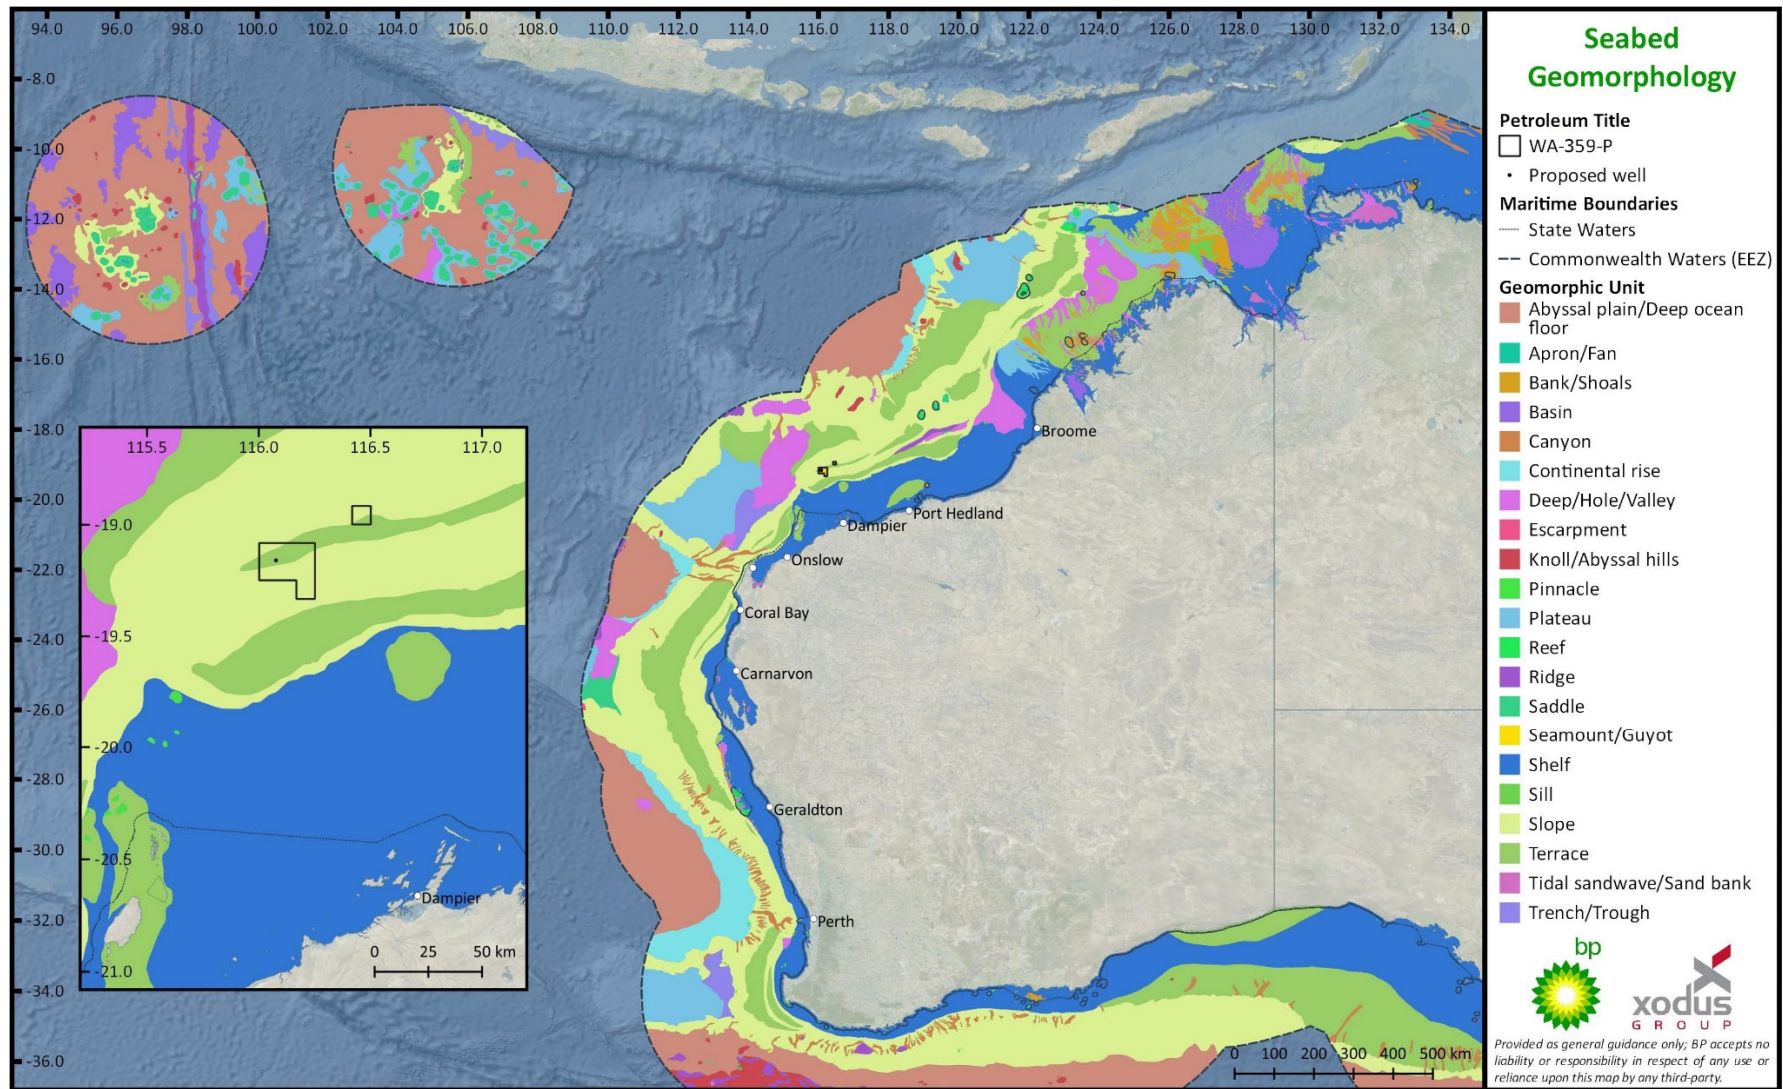 94.0 96.0 98.0 100.0 102.0 104.0 106.0 108.0 110.0 112.0 114.0 116.0 118.0 120.0 122.0 124.0 126.0 128.0 130.0 132.0 134.0
-8.0
-10.0
-12.0
-14.0
-16.0
-18.0
-20.0
-22.0
-24.0
-26.0
-28.0
-30.0
-32.0
-34.0
-36.0
Broome
Port Hedland
Dampier
Onslow
Coral Bay
Carnarvon
Geraldton
Perth
0 100 200 300 400 500 km
115.5 116.0 116.5 117.0
-19.0
-19.5
-20.0
-20.5
-21.0
Dampier
0 25 50 km
Seabed
Geomorphology
Petroleum Title
WA-359-P
Proposed well
Maritime Boundaries
State Waters
Commonwealth Waters (EEZ)
Geomorphic Unit
Abyssal plain/Deep ocean
floor
Apron/Fan
Bank/Shoals
Basin
Canyon
Continental rise
Deep/Hole/Valley
Escarpment
Knoll/Abyssal hills
Pinnacle
Plateau
Reef
Ridge
Saddle
Seamount/Guyot
Shelf
Sill
Slope
Terrace
Tidal sandwave/Sand bank
Trench/Trough
bp
xodus
GROUP
Provided as general guidance only; BP accepts no
liability or responsibility in respect of any use or
reliance upon this map by any third-party.